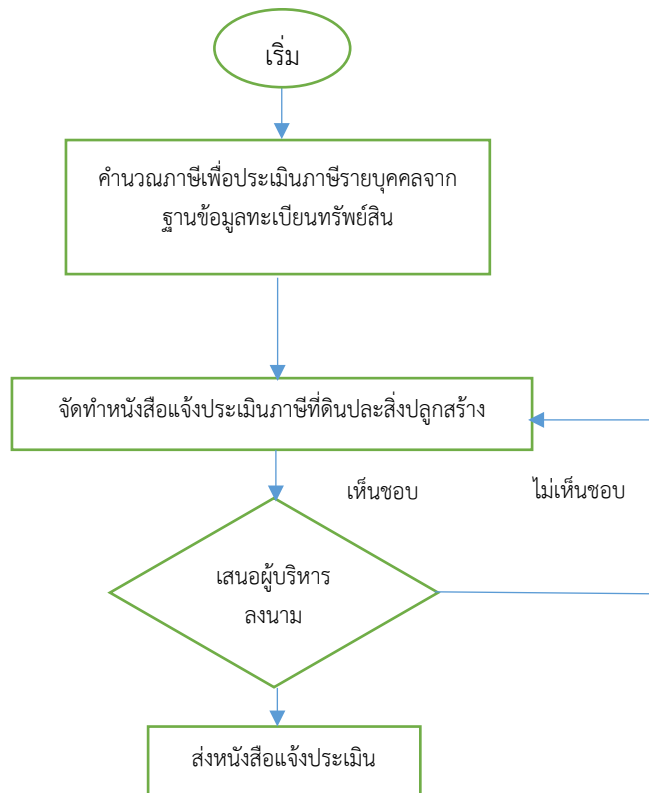 เริ่ม
คำนวณภาษีเพื่อประเมินภาษีรายบุคคลจาก
ฐานข้อมูลทะเบียนทรัพย์สิน
จัดทำหนังสือแจ้งประเมินภาษีที่ดินปละสิ่งปลูกสร้าง
เห็นชอบ
ไม่เห็นชอบ
เสนอผู้บริหาร
ลงนาม
ส่งหนังสือแจ้งประเมิน